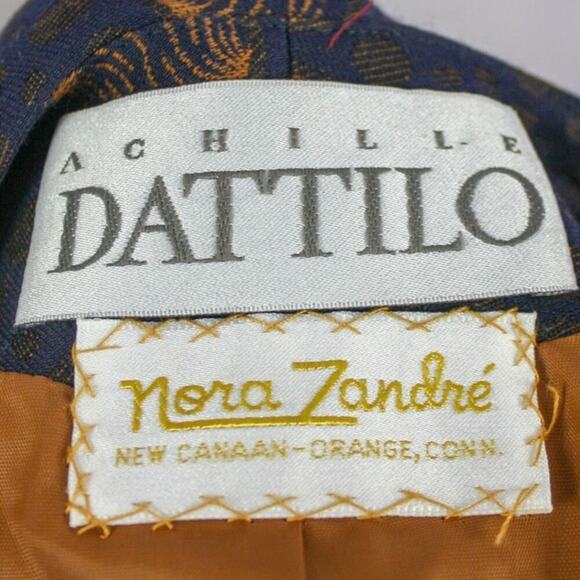 ACHILLE
DATTILO
Nora Zandré
NEW CANAAN-ORANGE, CONN.